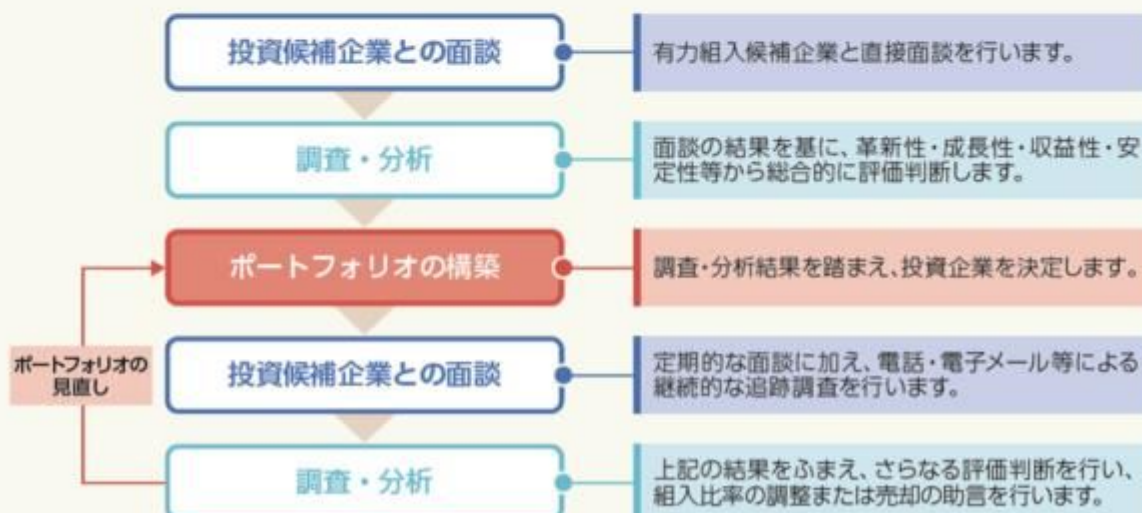 投資候補企業との面談
有力組入候補企業と直接面談を行います。
調査・分析
面談の結果を基に、革新性・成長性・収益性・安
定性等から総合的に評価判断します。
ポートフォリオの構築
調査・分析結果を踏まえ、投資企業を決定します。
ポートフォリオの
見直し
投資候補企業との面談
定期的な面談に加え、電話・電子メール等による
継続的な追跡調査を行います。
調査・分析
上記の結果をふまえ、さらなる評価判断を行い、
組入比率の調整または売却の助言を行います。